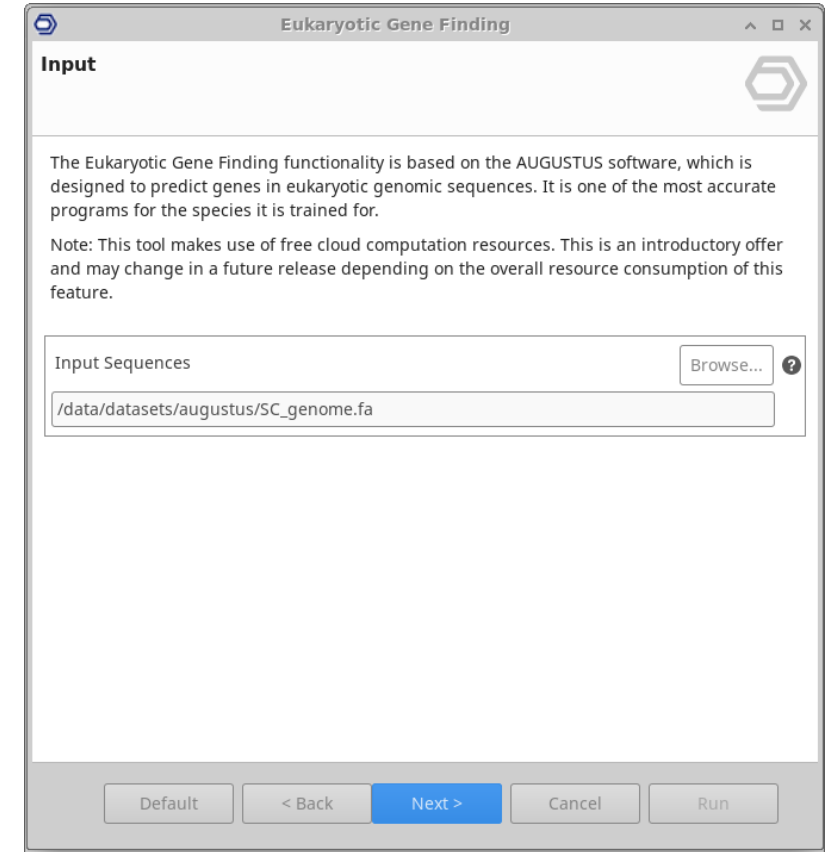 Eukaryotic Gene Finding
Input
The Eukaryotic Gene Finding functionality is based on the AUGUSTUS software, which is
designed to predict genes in eukaryotic genomic sequences. It is one of the most accurate
programs for the species it is trained for.
Note: This tool makes use of free cloud computation resources. This is an introductory offer
and may change in a future release depending on the overall resource consumption of this
feature.
Input Sequences
Browse... ?
/data/datasets/augustus/SC_genome.fa
Default < Back Next > Cancel Run